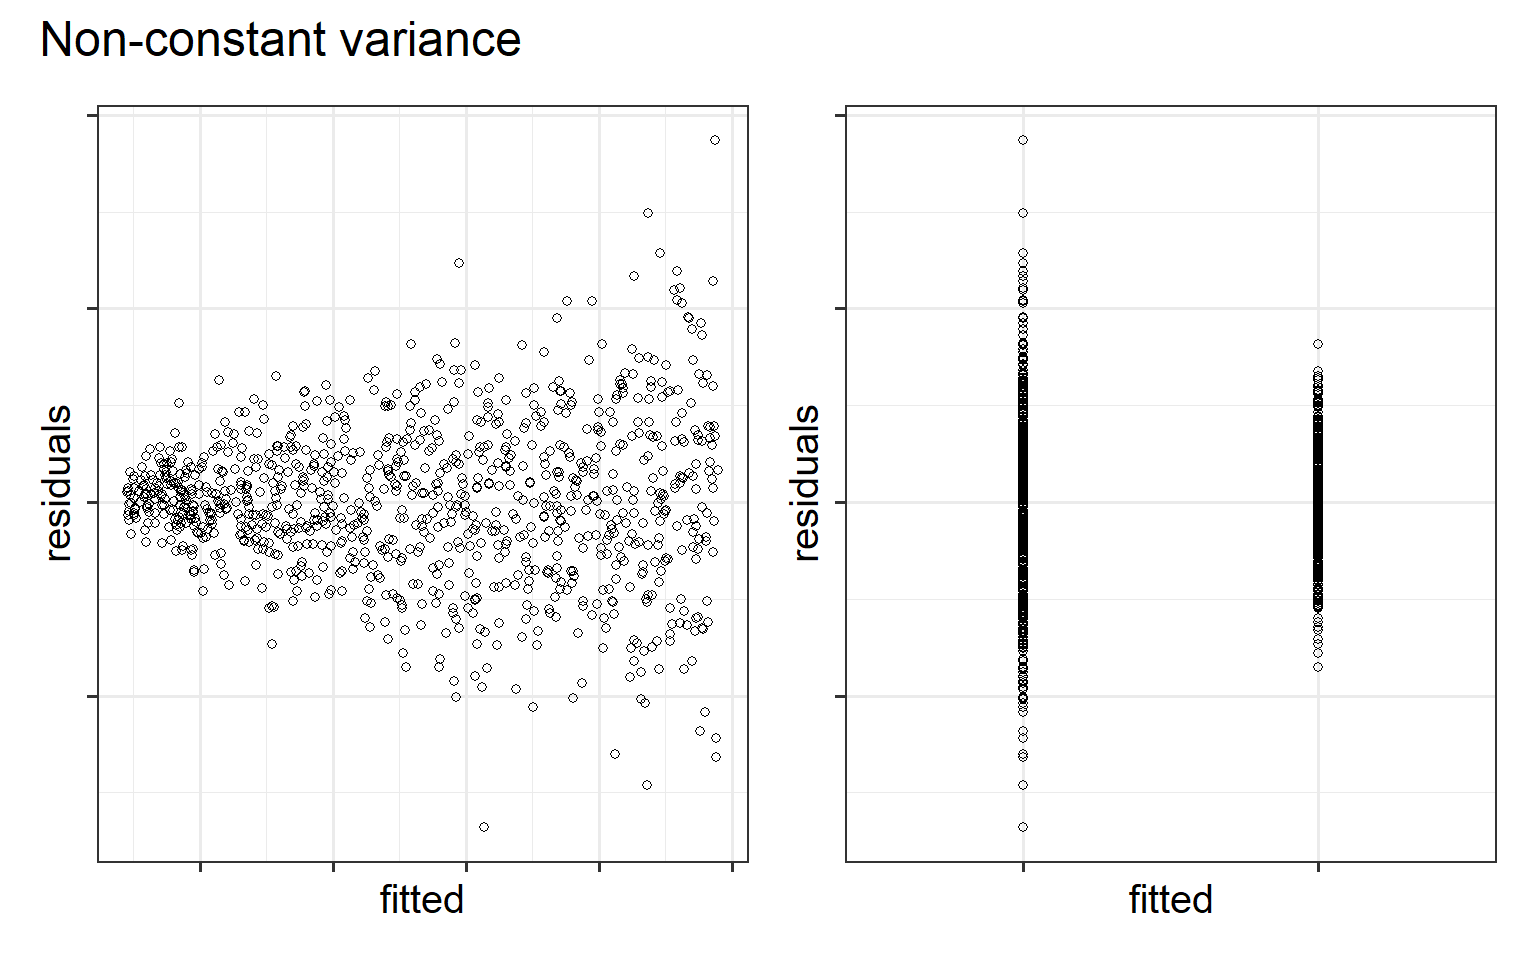 Non-constant variance
residuals
fitted
residuals
fitted